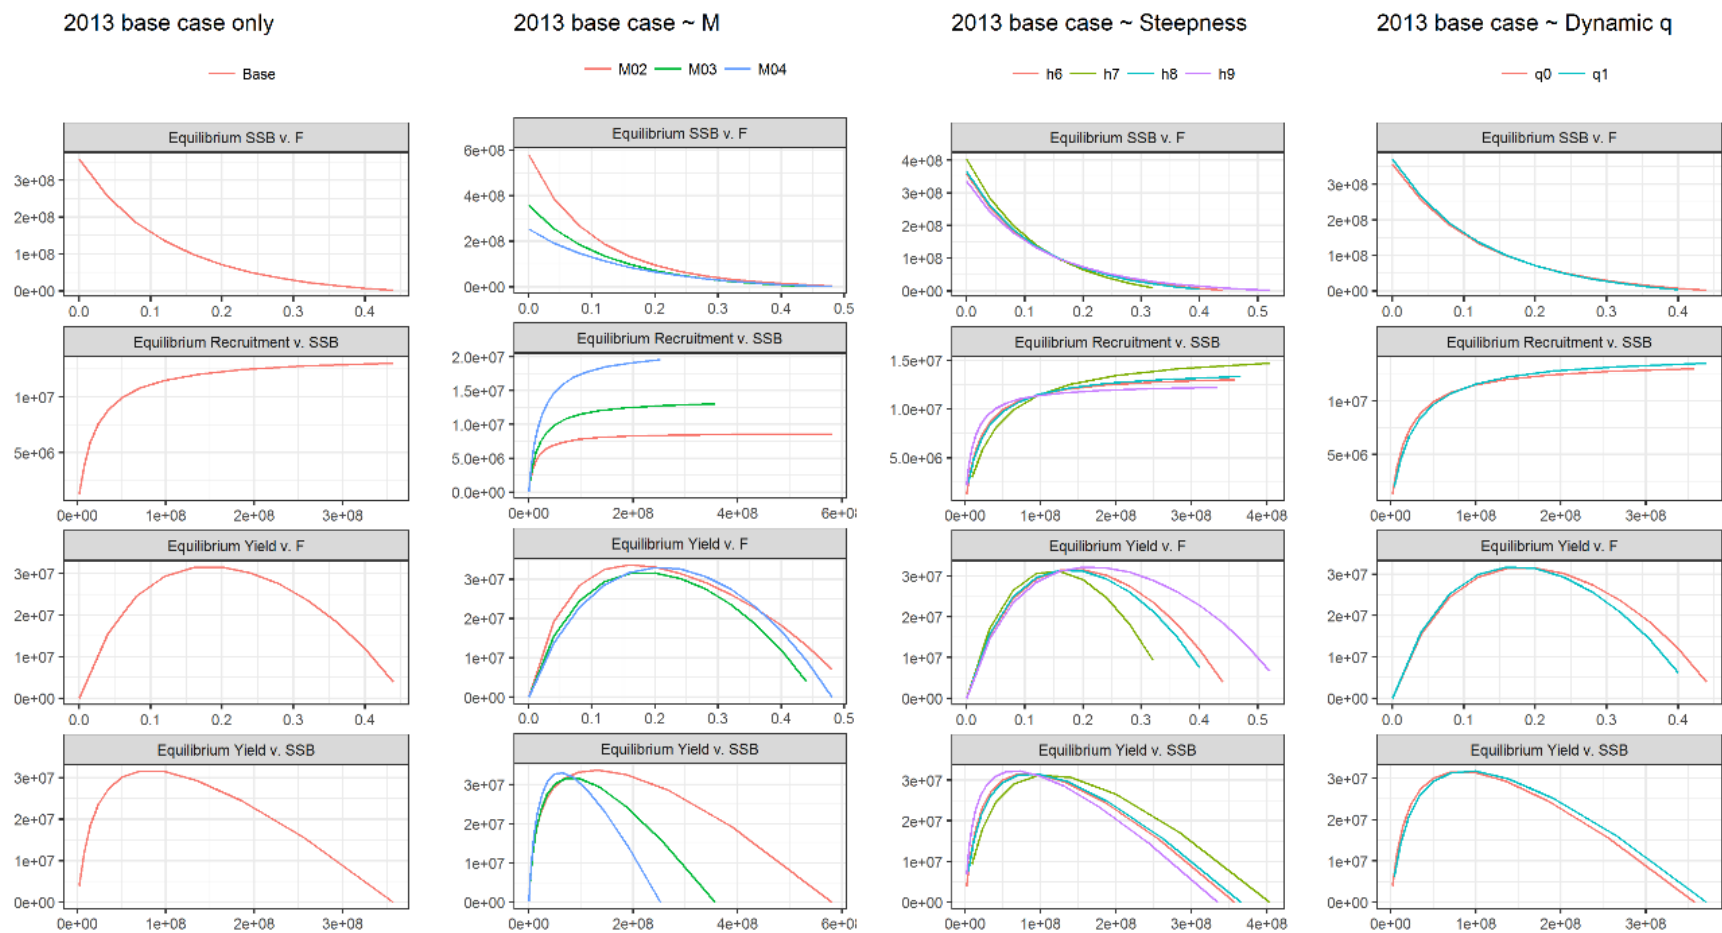 2013 base case only
Base
Equilibrium SSB v. F
3e+08
2e+08
1e+08
0e+00
0.0 0.1 0.2 0.3 0.4
Equilibrium Recruitment v. SSB
1e+07
5e+06
0e+00 1e+08 2e+08 3e+08
Equilibrium Yield v. F
3e+07
2e+07
1e+07
0e+00
0.0 0.1 0.2 0.3 0.4
Equilibrium Yield v. SSB
3e+07
2e+07
1e+07
0e+00
0e+00 1e+08 2e+08 3e+08
2013 base case ~ M
M02 M03 M04
Equilibrium SSB v. F
6e+08
4e+08
2e+08
0e+00
0.0 0.1 0.2 0.3 0.4 0.5
Equilibrium Recruitment v. SSB
2.0e+07
1.5e+07
1.0e+07
5.0e+06
0.0e+00
0e+00 2e+08 4e+08 6e+0
Equilibrium Yield v. F
3e+07
2e+07
1e+07
0e+00
0.0 0.1 0.2 0.3 0.4 0.5
Equilibrium Yield v. SSB
3e+07
2e+07
1e+07
0e+00
0e+00 2e+08 4e+08 6e+0
2013 base case ~ Steepness
h6 h7 h8 h9
Equilibrium SSB v. F
4e+08
3e+08
2e+08
1e+08
0e+00
0.0 0.1 0.2 0.3 0.4 0.5
Equilibrium Recruitment v. SSB
1.5e+07
1.0e+07
5.0e+06
0e+00 1e+08 2e+08 3e+08 4e+08
Equilibrium Yield v. F
3e+07
2e+07
1e+07
0e+00
0.0 0.1 0.2 0.3 0.4 0.5
Equilibrium Yield v. SSB
3e+07
2e+07
1e+07
0e+00
0e+00 1e+08 2e+08 3e+08 4e+08
2013 base case ~ Dynamic q
q0 q1
Equilibrium SSB v. F
3e+08
2e+08
1e+08
0e+00
0.0 0.1 0.2 0.3 0.4
Equilibrium Recruitment v. SSB
1e+07
5e+06
0e+00 1e+08 2e+08 3e+08
Equilibrium Yield v. F
3e+07
2e+07
1e+07
0e+00
0.0 0.1 0.2 0.3 0.4
Equilibrium Yield v. SSB
3e+07
2e+07
1e+07
0e+00
0e+00 1e+08 2e+08 3e+08